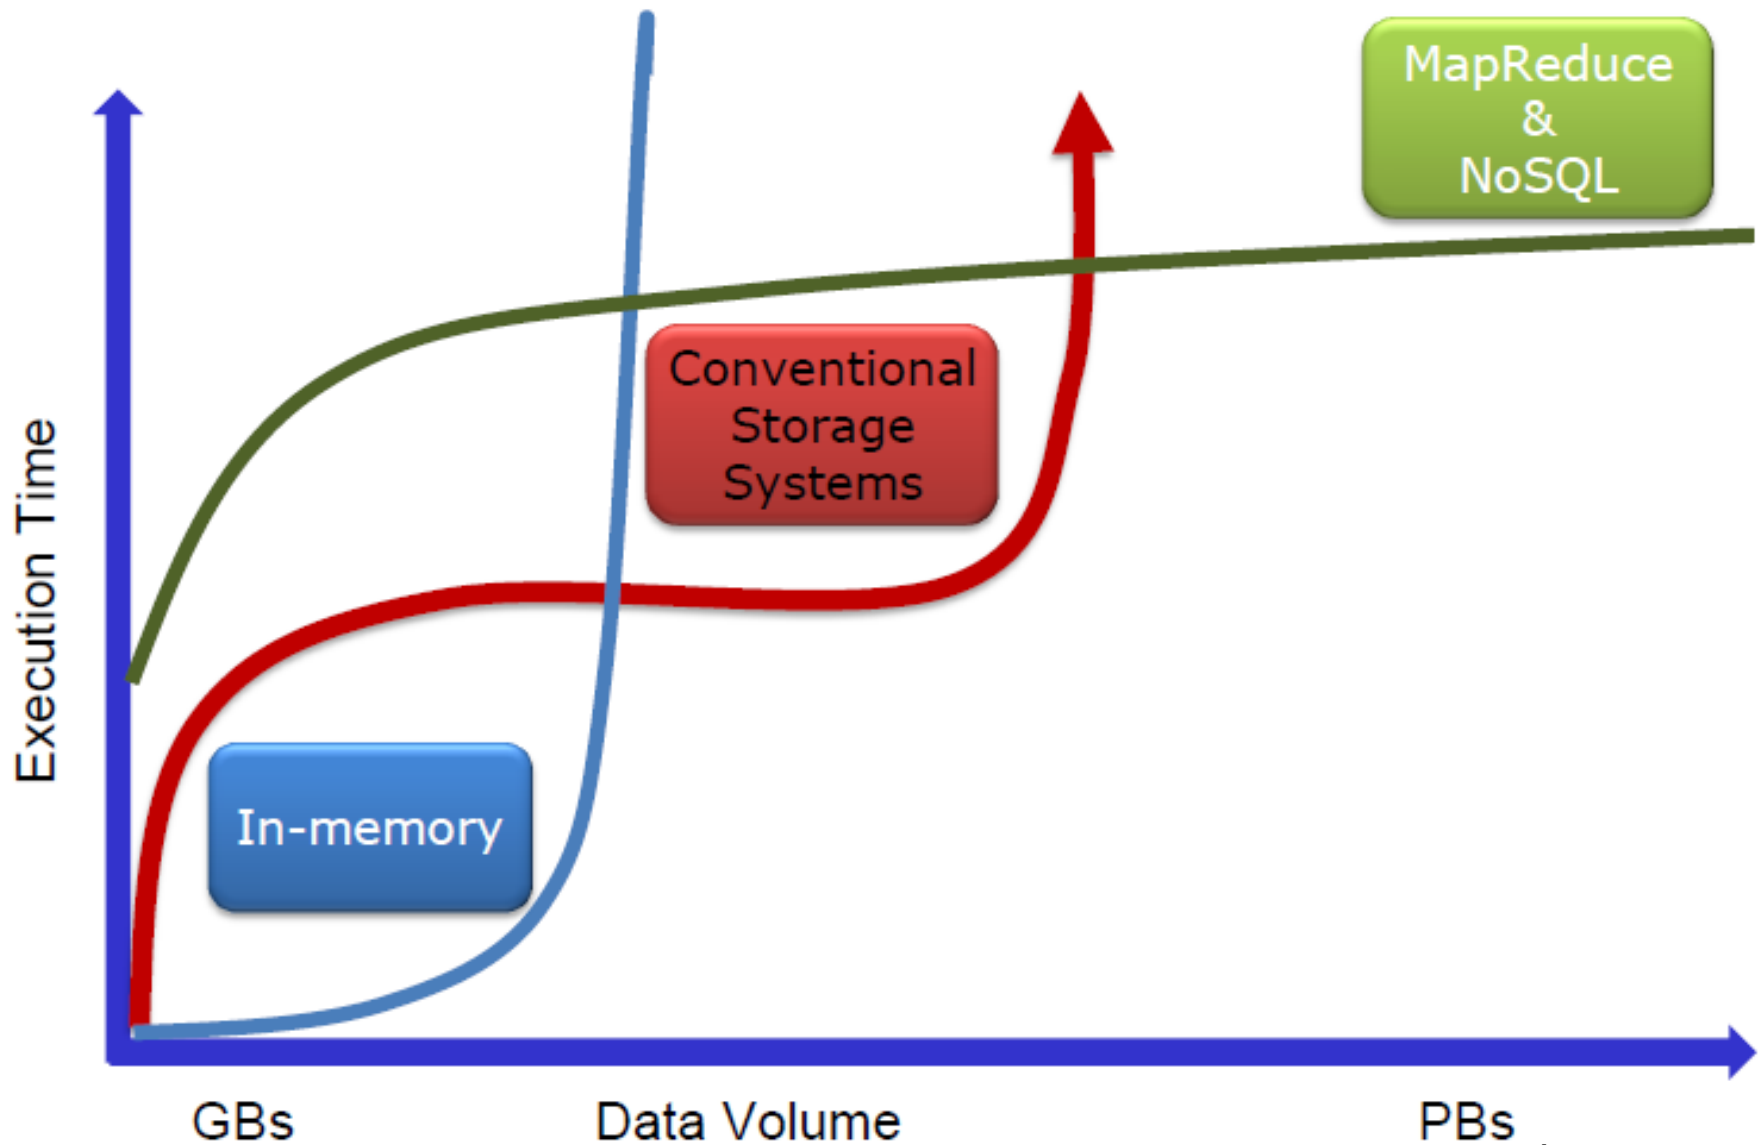 MapReduce
&
NoSQL
Conventional
Storage
Systems
In-memory
Execution Time
GBs
Data Volume
PBs